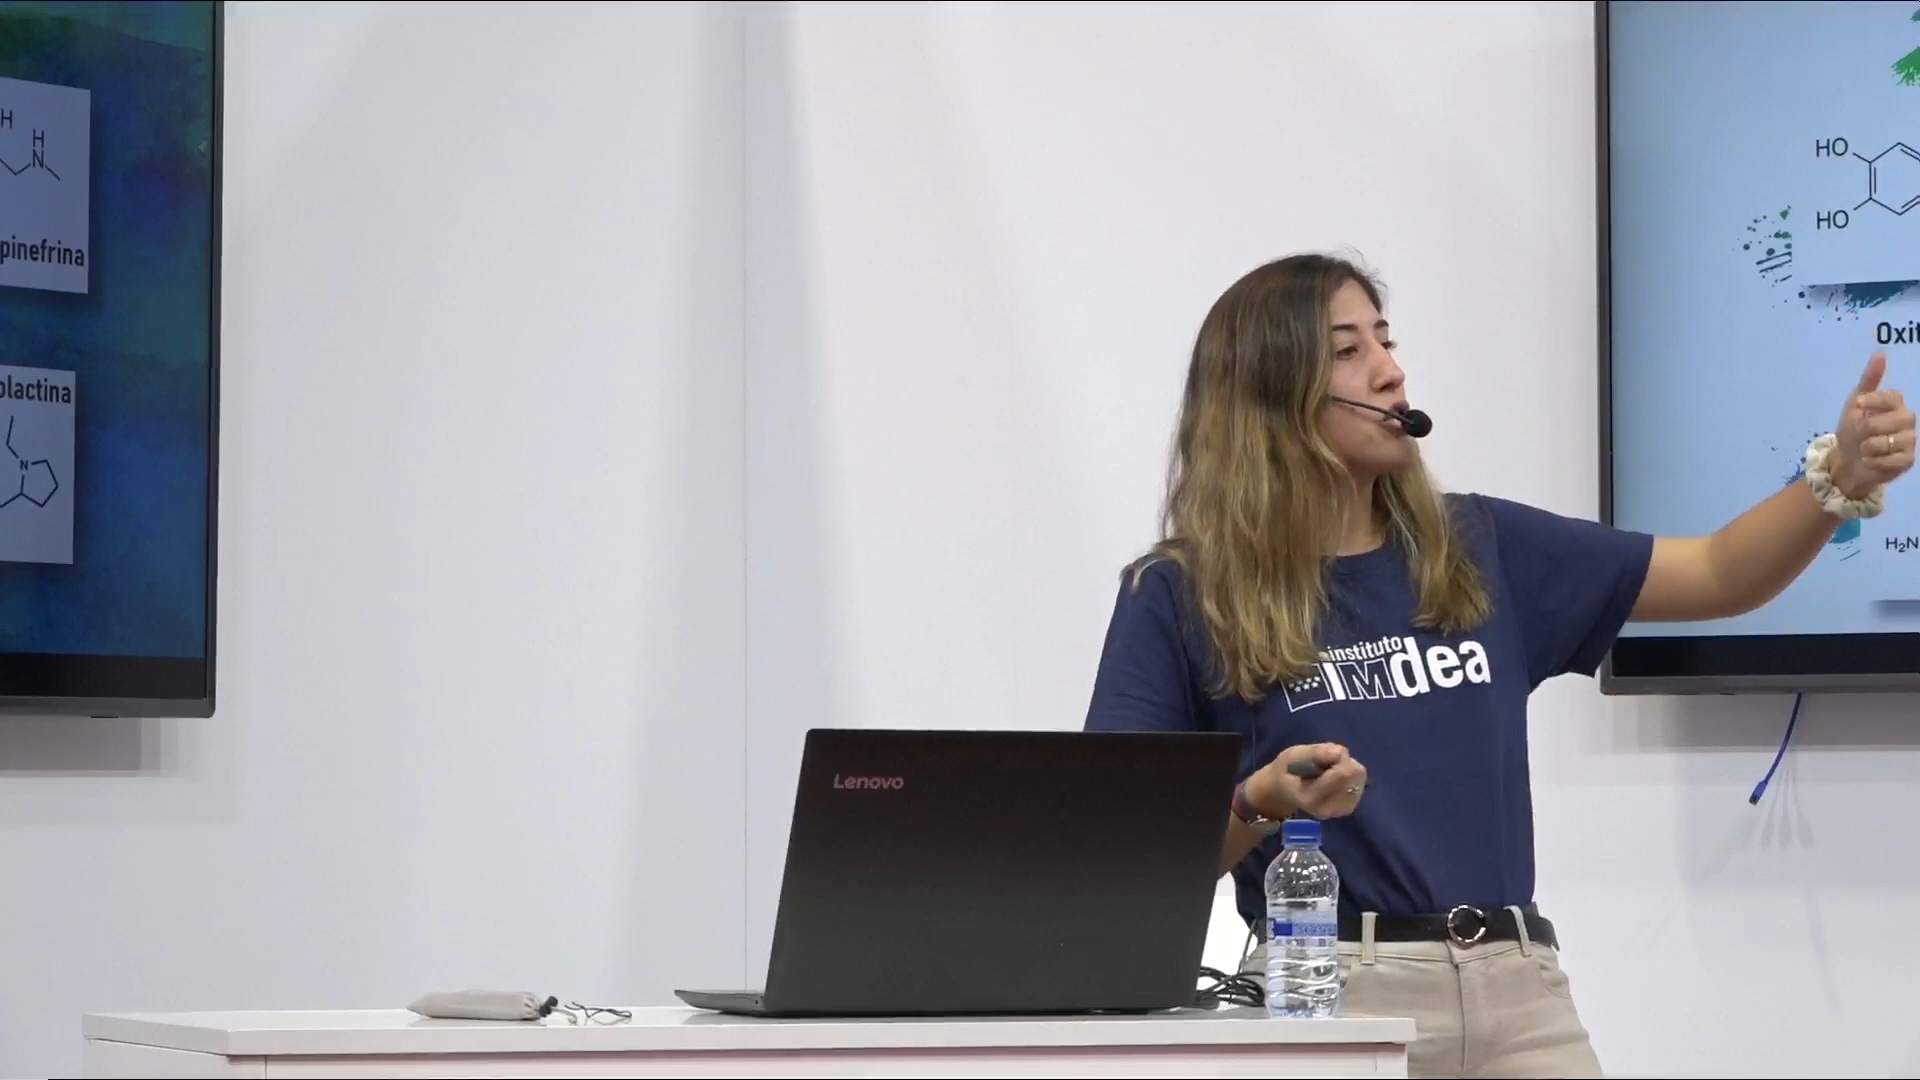 H
H
N
pinefrina
olactina
N
HO
HO
Oxit
H₂N
instituto
iMdea
Lenovo